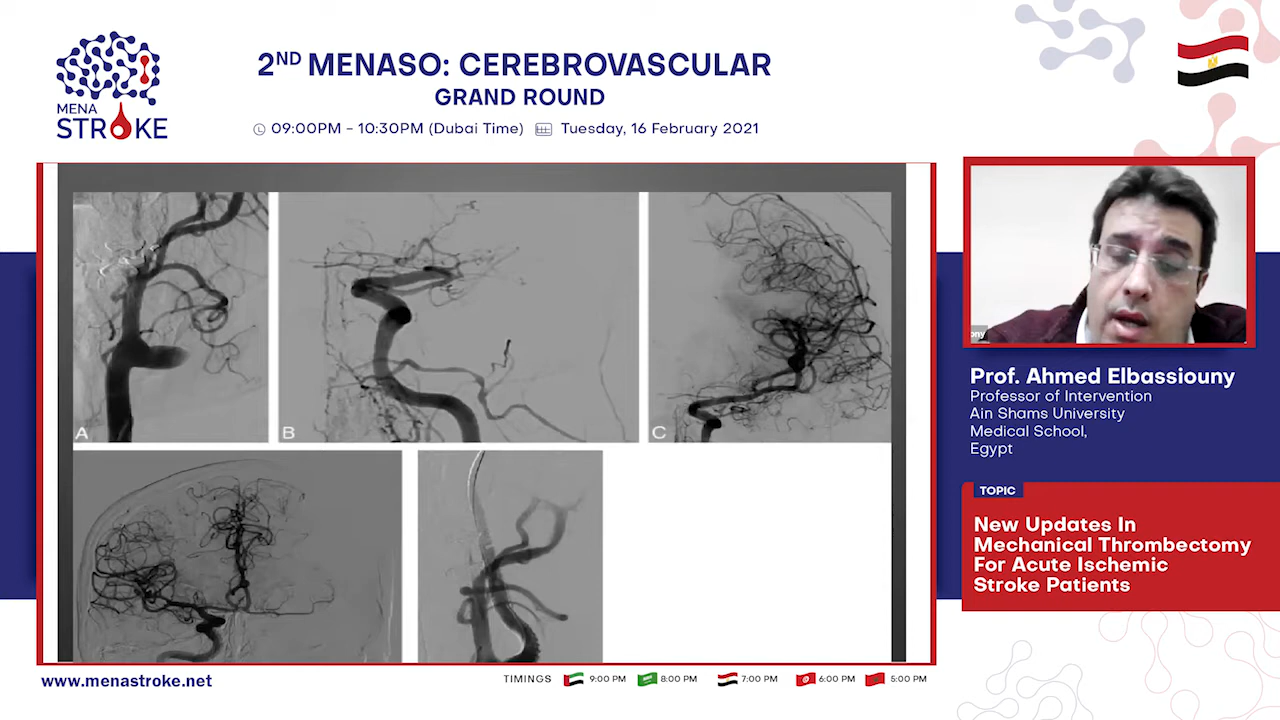 MENA
STROKE
2ND MENASO: CEREBROVASCULAR
GRAND ROUND
09:00PM - 10:30PM (Dubai Time) Tuesday, 16 February 2021
A
B
C
ony
Prof. Ahmed Elbassiouny
Professor of Intervention
Ain Shams University
Medical School,
Egypt
TOPIC
New Updates In
Mechanical Thrombectomy
For Acute Ischemic
Stroke Patients
www.menastroke.net
TIMINGS 9:00 PM 8:00 PM 7:00 PM 6:00 PM 5:00 PM